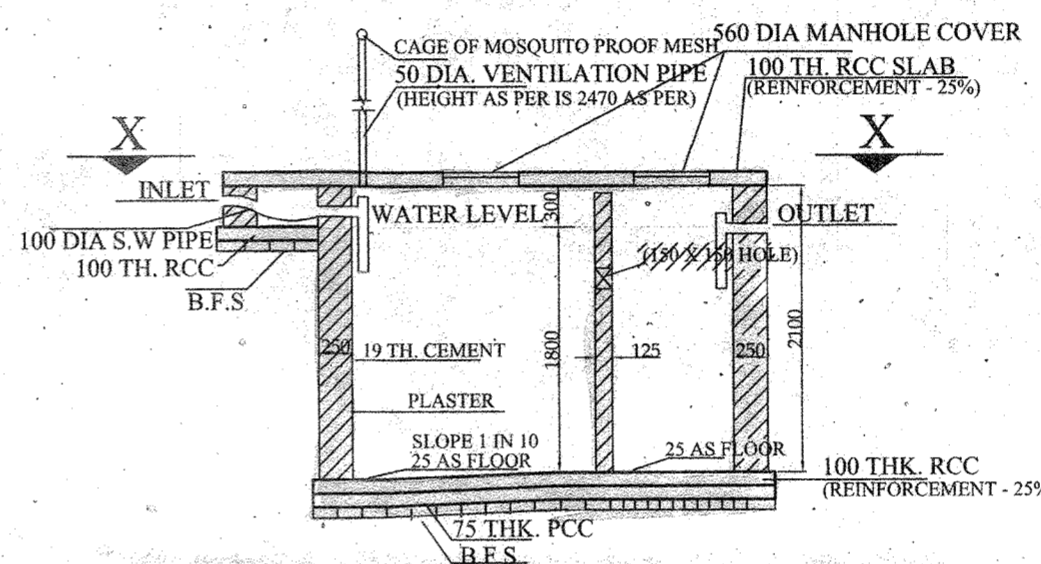 560 DIA MANHOLE COVER
CAGE OF MOSQUITO PROOF MESH
50 DIA. VENTILATION PIPE
(HEIGHT AS PER IS 2470 AS PER)
100 TH. RCC SLAB
(REINFORCEMENT - 25%)
X
X
INLET
WATER LEVEL
300
OUTLET
100 DIA S.W PIPE
100 TH. RCC
(150 X 150 HOLE)
B.F.S
250
19 TH. CEMENT
1800
125
250
2100
PLASTER
SLOPE 1 IN 10
25 AS FLOOR
25 AS FLOOR
100 THK. RCC
(REINFORCEMENT - 25%
75 THK. PCC
B.F.S.